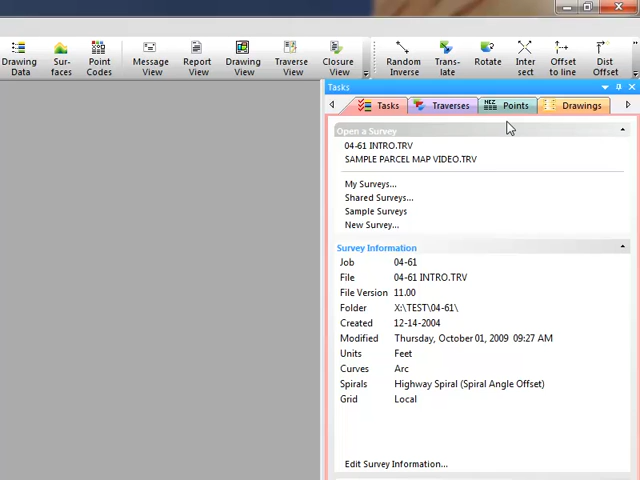 Drawing Data
Sur- faces
Point Codes
Message View
Report View
Drawing View
Traverse View
Closure View
Random Inverse
Trans- late
Rotate
Inter sect
Offset to line
Dist Offset
Tasks
Tasks
Traverses
NEZ
Points
Drawings
Open a Survey
04-61 INTRO.TRV
SAMPLE PARCEL MAP VIDEO.TRV
My Surveys...
Shared Surveys...
Sample Surveys
New Survey...
Survey Information
Job 04-61
File 04-61 INTRO.TRV
File Version 11.00
Folder X:\TEST\04-61\
Created 12-14-2004
Modified Thursday, October 01, 2009 09:27 AM
Units Feet
Curves Arc
Spirals Highway Spiral (Spiral Angle Offset)
Grid Local
Edit Survey Information...